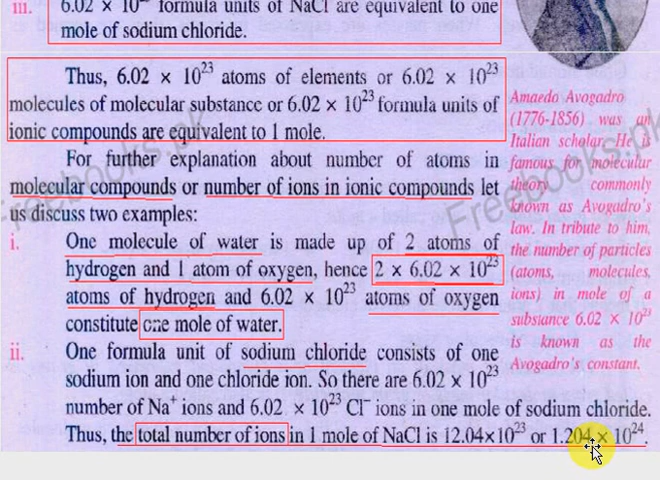 iii. 6.02 × 10 formula units of NaCl are equivalent to one
mole of sodium chloride.
Thus, 6.02 × 10²³ atoms of elements or 6.02 × 10²³
molecules of molecular substance or 6.02 × 10²³ formula units of
ionic compounds are equivalent to 1 mole.
For further explanation about number of atoms in
molecular compounds or number of ions in ionic compounds let
us discuss two examples:
i. One molecule of water is made up of 2 atoms of
hydrogen and 1 atom of oxygen, hence 2 × 6.02 × 10²³
atoms of hydrogen and 6.02 × 10²³ atoms of oxygen
constitute one mole of water.
ii. One formula unit of sodium chloride consists of one
sodium ion and one chloride ion. So there are 6.02 × 10²³
number of Na⁺ ions and 6.02 × 10²³ Cl⁻ ions in one mole of sodium chloride.
Thus, the total number of ions in 1 mole of NaCl is 12.04×10²³ or 1.204 × 10²⁴.
Amaedo Avogadro
(1776-1856) was an
Italian scholar. He is
famous for molecular
theory commonly
known as Avogadro's
law. In tribute to him,
the number of particles
(atoms, molecules,
ions) in mole of a
substance 6.02 × 10²³
is known as the
Avogadro's constant.
Freebooks.pk
Freebooks.pk